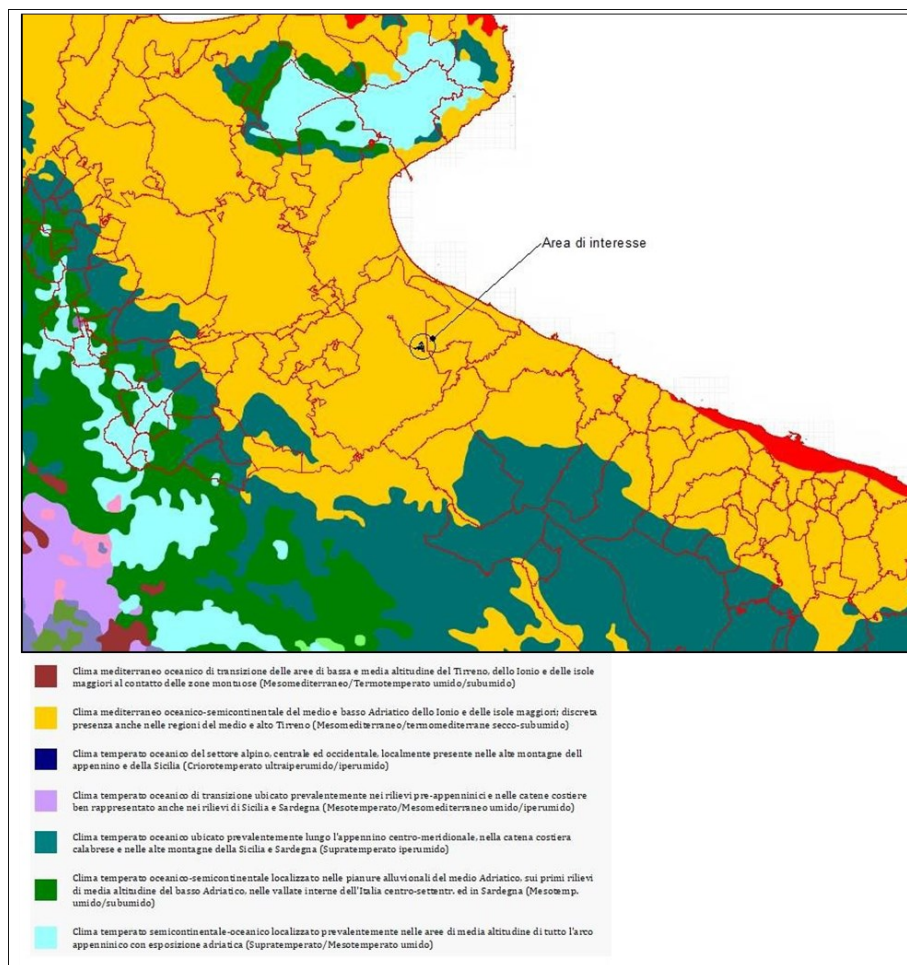 Area di interesse
Clima mediterraneo oceanico di transizione delle aree di bassa e media altitudine del Tirreno, dello Ionio e delle isole
maggiori al contatto delle zone montuose (Mesomediterraneo/Termotemperato umido/subumido)
Clima mediterraneo oceanico-semicontinentale del medio e basso Adriatico dello Ionio e delle isole maggiori; discreta
presenza anche nelle regioni del medio e alto Tirreno (Mesomediterraneo/termomediterrane secco-subumido)
Clima temperato oceanico del settore alpino, centrale ed occidentale, localmente presente nelle alte montagne dell
appennino e della Sicilia (Criorotemperato ultraiperumido/iperumido)
Clima temperato oceanico di transizione ubicato prevalentemente nei rilievi pre-appenninici e nelle catene costiere
ben rappresentato anche nei rilievi di Sicilia e Sardegna (Mesotemperato/Mesomediterraneo umido/iperumido)
Clima temperato oceanico ubicato prevalentemente lungo l'appennino centro-meridionale, nella catena costiera
calabrese e nelle alte montagne della Sicilia e Sardegna (Supratemperato iperumido)
Clima temperato oceanico-semicontinentale localizzato nelle pianure alluvionali del medio Adriatico, sui primi rilievi
di media altitudine del basso Adriatico, nelle vallate interne dell'Italia centro-settentr. ed in Sardegna (Mesotemp.
umido/subumido)
Clima temperato semicontinentale-oceanico localizzato prevalentemente nelle aree di media altitudine di tutto l'arco
appenninico con esposizione adriatica (Supratemperato/Mesotemperato umido)